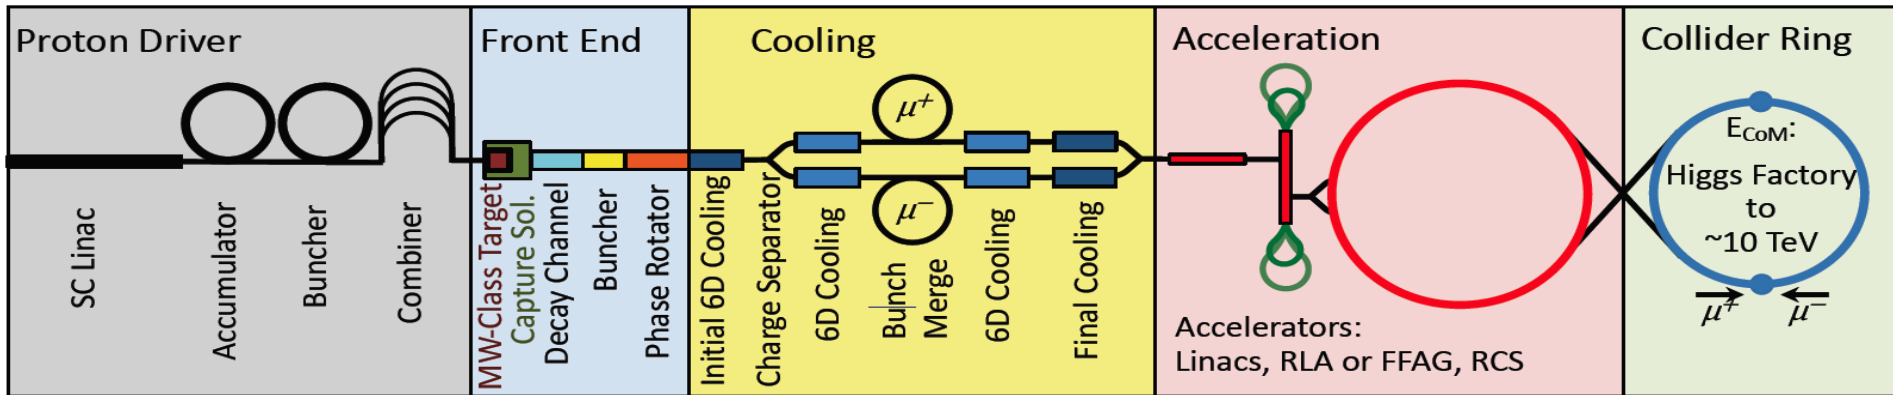 Proton Driver
SC Linac
Accumulator
Buncher
Combiner
Front End
MW-Class Target
Capture Sol.
Decay Channel
Buncher
Phase Rotator
Cooling
Initial 6D Cooling
Charge Separator
6D Cooling
μ+
μ−
Bunch
Merge
6D Cooling
Final Cooling
Acceleration
Accelerators:
Linacs, RLA or FFAG, RCS
Collider Ring
ECoM:
Higgs Factory
to
~10 TeV
μ+
μ−